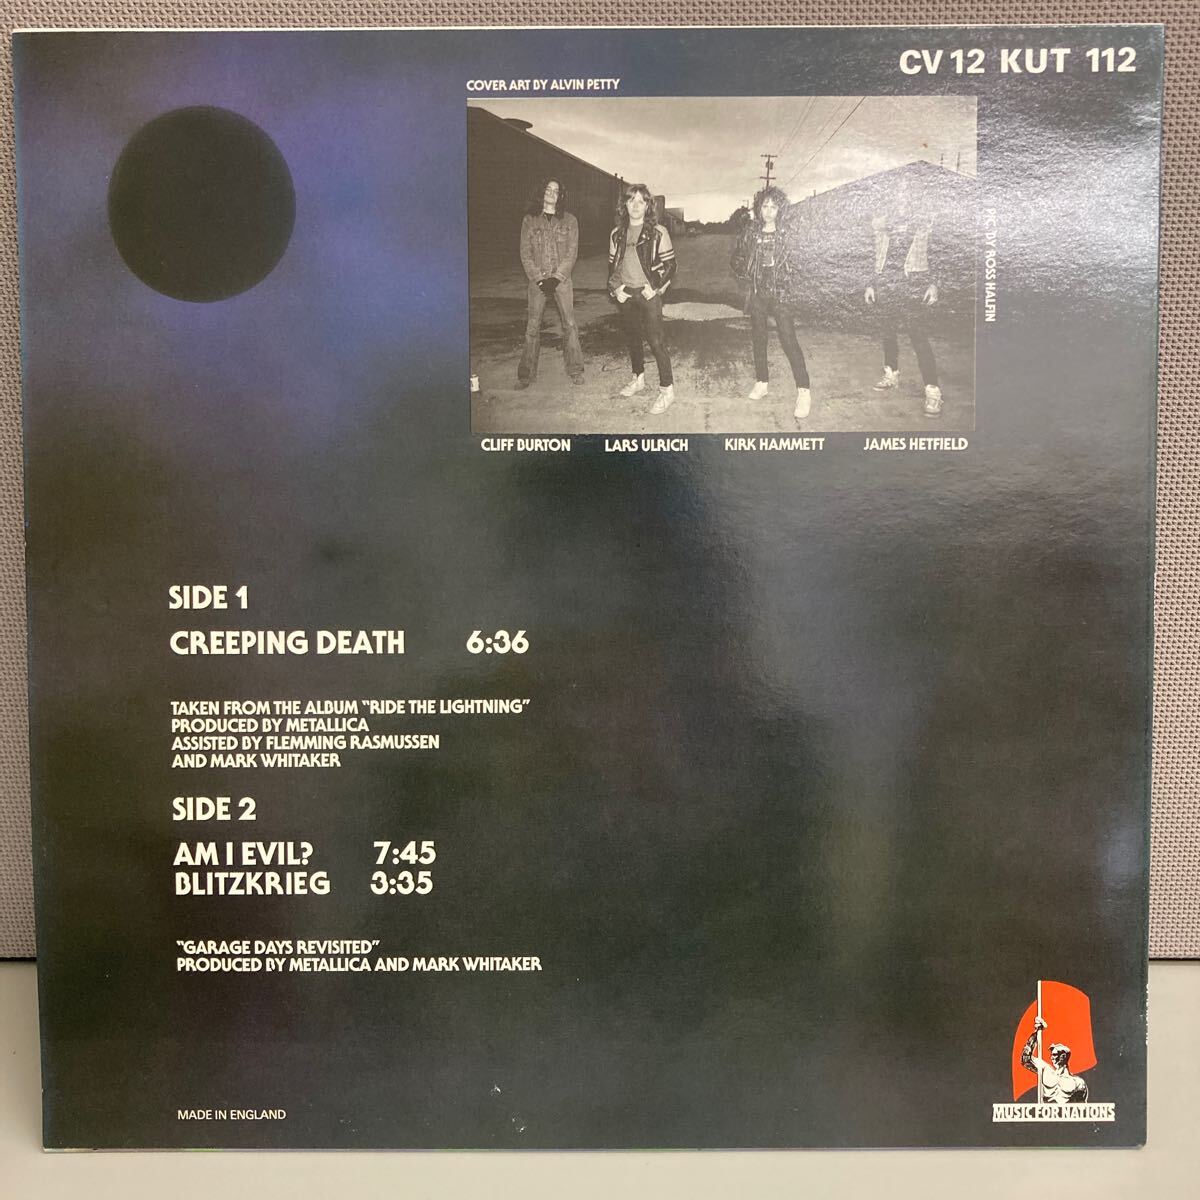 CV 12 KUT 112
COVER ART BY ALVIN PETTY
BY ROSS HALFIN
CLIFF BURTON LARS ULRICH KIRK HAMMETT JAMES HETFIELD
SIDE 1
CREEPING DEATH 6:36
TAKEN FROM THE ALBUM "RIDE THE LIGHTNING"
PRODUCED BY METALLICA
ASSISTED BY FLEMMING RASMUSSEN
AND MARK WHITAKER
SIDE 2
AM I EVIL? 7:45
BLITZKRIEG 3:35
"GARAGE DAYS REVISITED"
PRODUCED BY METALLICA AND MARK WHITAKER
MADE IN ENGLAND
MUSIC FOR NATIONS